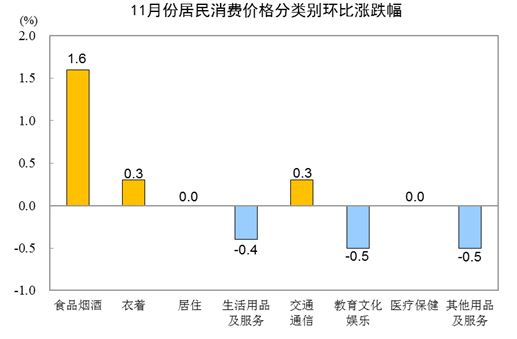 11月份居民消费价格分类别环比涨跌幅
(%)
2.0
1.5
1.0
0.5
0.0
-0.5
-1.0
1.6
0.3
0.0
-0.4
0.3
-0.5
0.0
-0.5
食品烟酒
衣着
居住
生活用品
及服务
交通
通信
教育文化
娱乐
医疗保健
其他用品
及服务